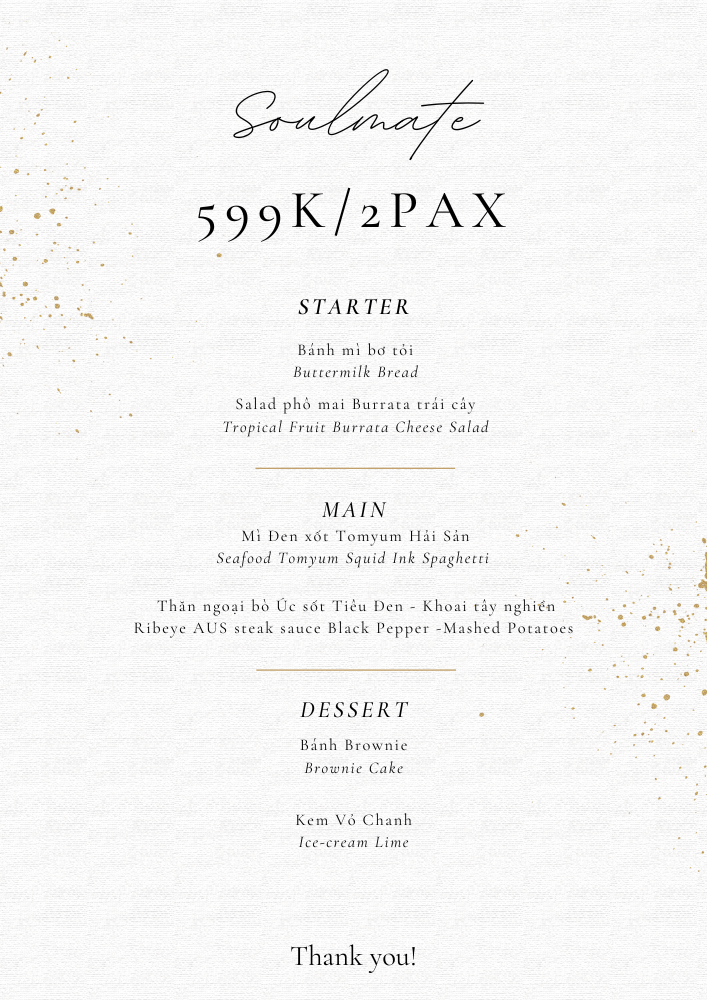 Soulmate
599K/2PAX
STARTER
Bánh mì bơ tỏi
Buttermilk Bread
Salad phô mai Burrata trái cây
Tropical Fruit Burrata Cheese Salad
MAIN
Mì Đen xốt Tomyum Hải Sản
Seafood Tomyum Squid Ink Spaghetti
Thăn ngoại bò Úc sốt Tiêu Đen - Khoai tây nghiền
Ribeye AUS steak sauce Black Pepper -Mashed Potatoes
DESSERT
Bánh Brownie
Brownie Cake
Kem Vỏ Chanh
Ice-cream Lime
Thank you!